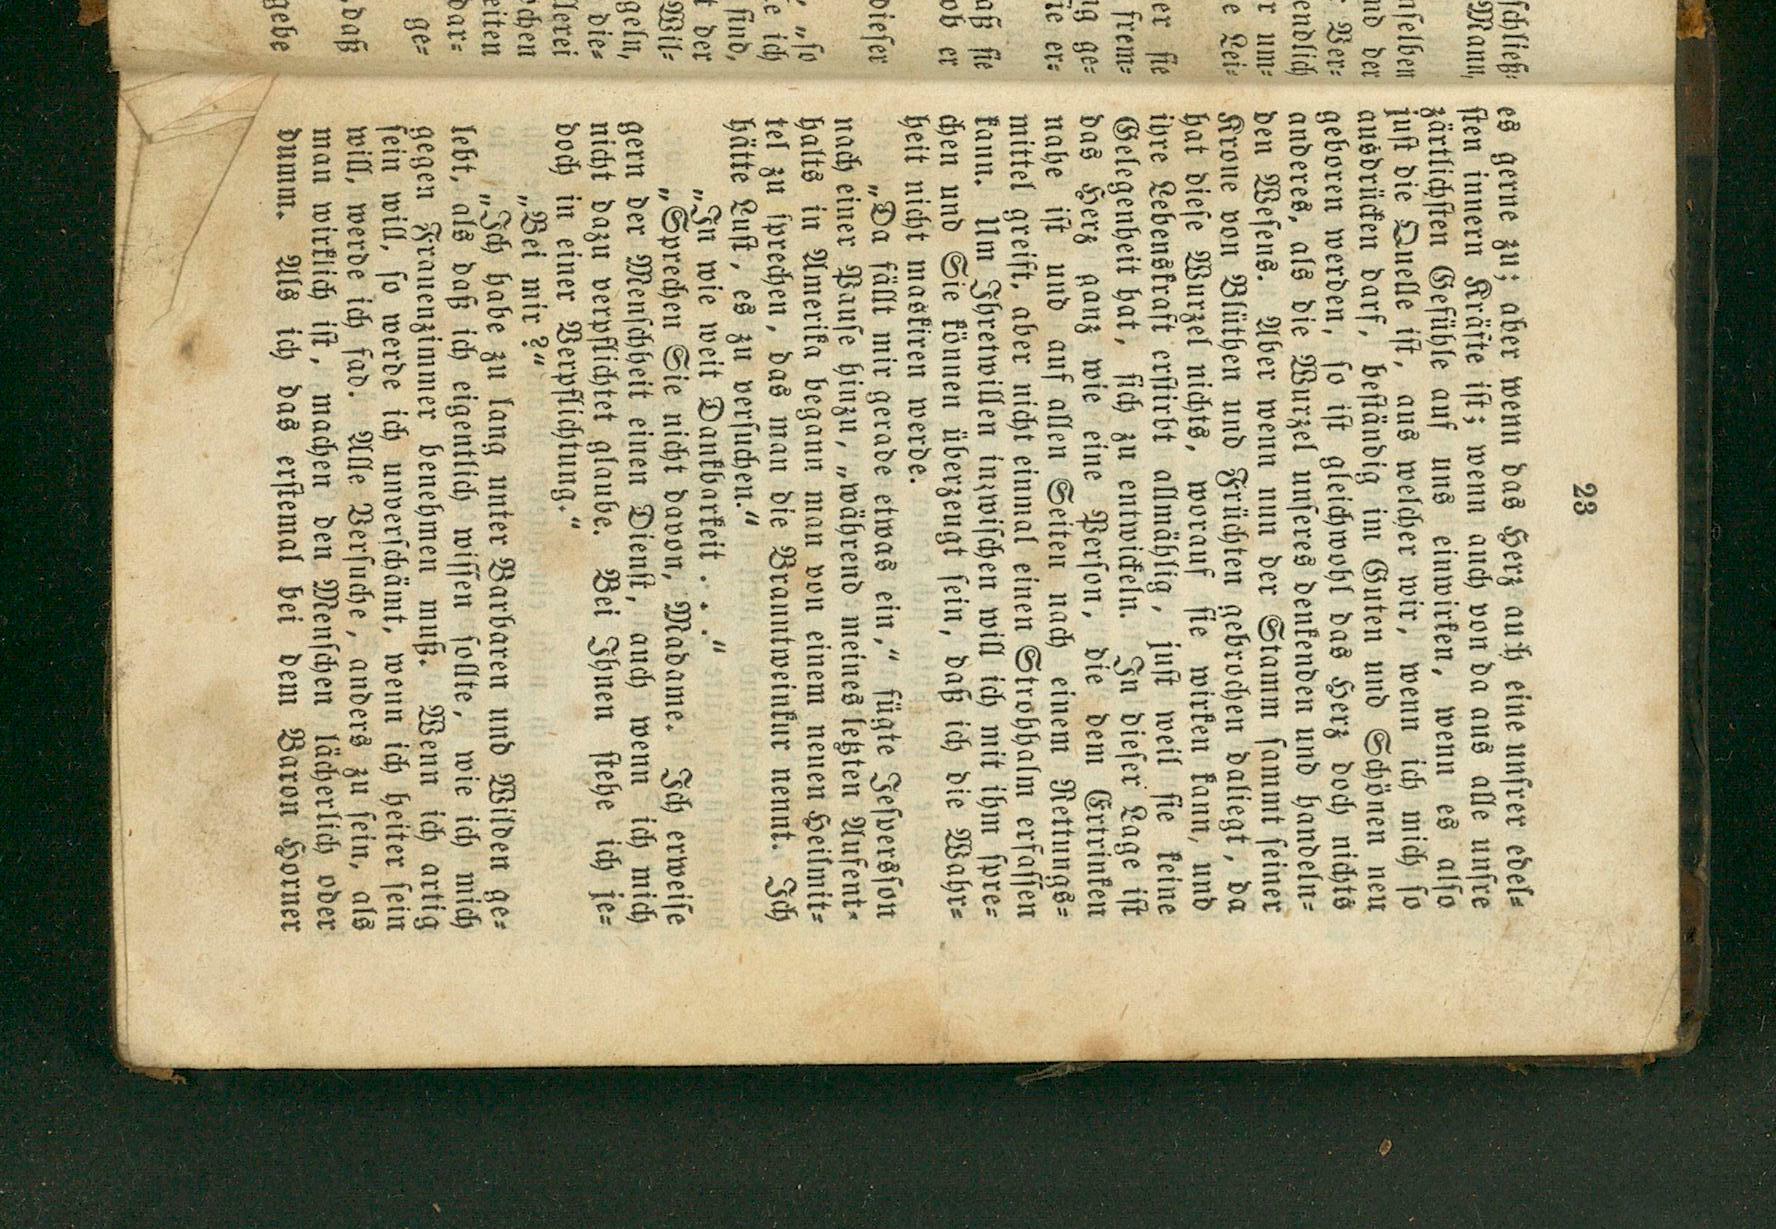 23
es gerne zu; aber wenn das Herz auch eine unsrer edel-
sten innern Kräfte ist; wenn auch von da aus alle unsre
zärtlichsten Gefühle auf uns einwirken, wenn es also
just die Quelle ist, aus welcher wir, wenn ich mich so
ausdrücken darf, beständig im Guten und Schönen neu
geboren werden, so ist gleichwohl das Herz doch nichts
anderes, als die Wurzel unseres denkenden und handeln-
den Wesens. Aber wenn nun der Stamm sammt seiner
Krone von Blüthen und Früchten gebrochen daliegt, da
hat diese Wurzel nichts, worauf sie wirken kann, und
ihre Lebenskraft erstirbt allmählig, just weil sie keine
Gelegenheit hat, sich zu entwickeln. In dieser Lage ist
das Herz ganz wie eine Person, die dem Ertrinken
nahe ist und auf allen Seiten nach einem Rettungs-
mittel greift, aber nicht einmal einen Strohhalm erfassen
kann. Um Ihretwillen inzwischen will ich mit ihm spre-
chen und Sie können überzeugt sein, daß ich die Wahr-
heit nicht maskiren werde.
„Da fällt mir gerade etwas ein,“ fügte Jespersson
nach einer Pause hinzu, „während meines letzten Aufent-
halts in Amerika begann man von einem neuen Heilmit-
tel zu sprechen, das man die Branntweinkur nennt. Ich
hätte Lust, es zu versuchen.“
„In wie weit Dankbarkeit . . .“
„Sprechen Sie nicht davon, Madame. Ich erweise
gern der Menschheit einen Dienst, auch wenn ich mich
nicht dazu verpflichtet glaube. Bei Ihnen stehe ich je-
doch in einer Verpflichtung.“
„Bei mir?“
„Ich habe zu lang unter Barbaren und Wilden ge-
lebt, als daß ich eigentlich wissen sollte, wie ich mich
gegen Frauenzimmer benehmen muß. Wenn ich artig
sein will, so werde ich unverschämt, wenn ich heiter sein
will, werde ich fad. Alle Versuche, anders zu sein, als
man wirklich ist, machen den Menschen lächerlich oder
dumm. Als ich das erstemal bei dem Baron Horner